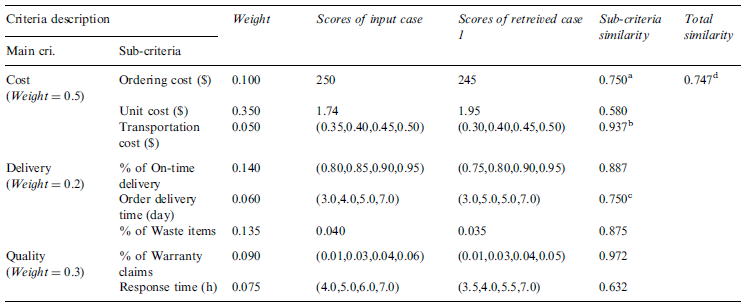 Criteria description Weight Scores of input case Scores of retreived case 1 Sub-criteria similarity Total similarity
Main cri. Sub-criteria
Cost (Weight = 0.5) Ordering cost ($) 0.100 250 245 0.750a 0.747d
Unit cost ($) 0.350 1.74 1.95 0.580
Transportation cost ($) 0.050 (0.35,0.40,0.45,0.50) (0.30,0.40,0.45,0.50) 0.937b
Delivery (Weight = 0.2) % of On-time delivery 0.140 (0.80,0.85,0.90,0.95) (0.75,0.80,0.90,0.95) 0.887
Order delivery time (day) 0.060 (3.0,4.0,5.0,7.0) (3.0,5.0,5.0,7.0) 0.750c
% of Waste items 0.135 0.040 0.035 0.875
Quality (Weight = 0.3) % of Warranty claims 0.090 (0.01,0.03,0.04,0.06) (0.01,0.03,0.04,0.05) 0.972
Response time (h) 0.075 (4.0,5.0,6.0,7.0) (3.5,4.0,5.5,7.0) 0.632